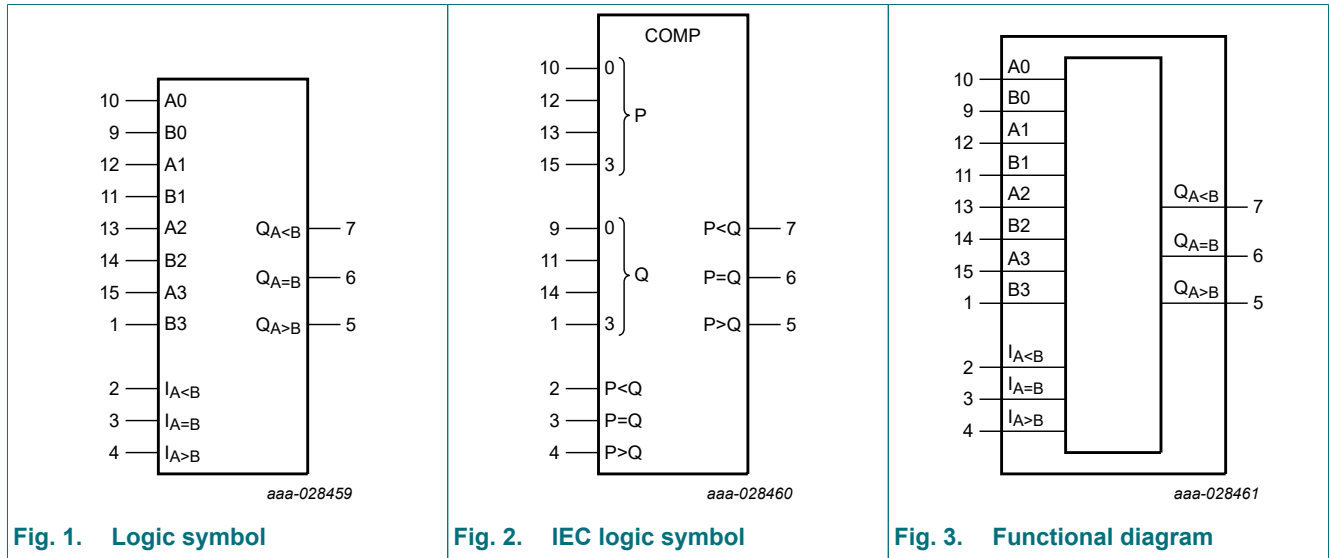 10 A0
9 B0
12 A1
11 B1
13 A2
14 B2
15 A3
1 B3
QA<B 7
QA=B 6
QA>B 5
2 IA<B
3 IA=B
4 IA>B
aaa-028459
Fig. 1. Logic symbol
COMP
10 0
12
13
15 3
P
9 0
11
14
1 3
Q
P<Q 7
P=Q 6
P>Q 5
2 P<Q
3 P=Q
4 P>Q
aaa-028460
Fig. 2. IEC logic symbol
10 A0
9 B0
12 A1
11 B1
13 A2
14 B2
15 A3
1 B3
QA<B 7
QA=B 6
QA>B 5
2 IA<B
3 IA=B
4 IA>B
aaa-028461
Fig. 3. Functional diagram